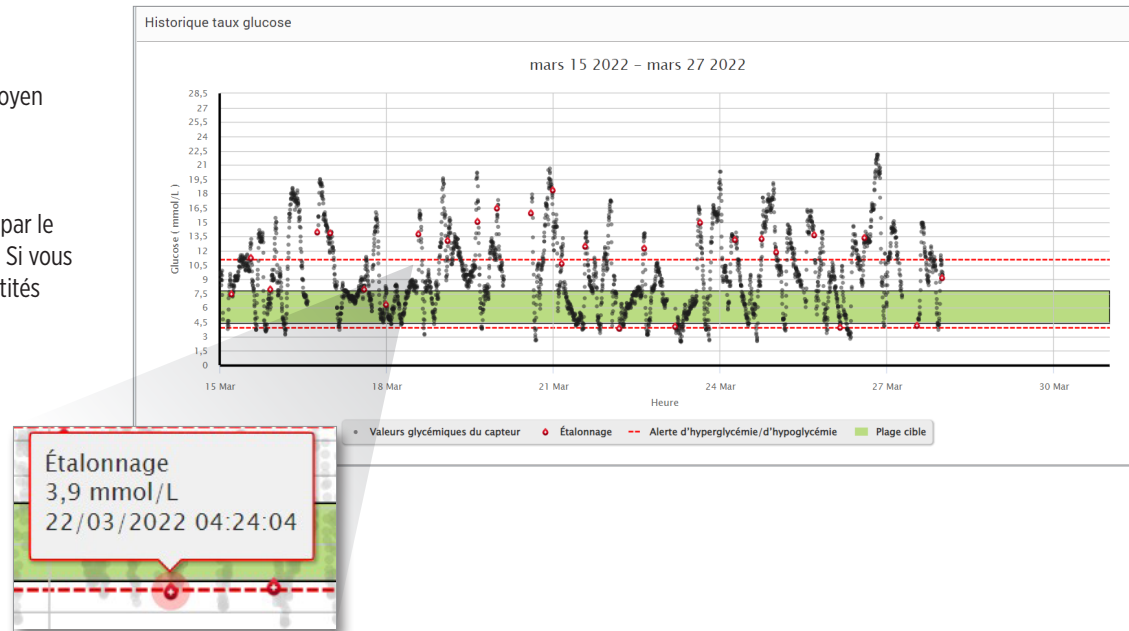 oyen
par le
Si vous
tités
Historique taux glucose
mars 15 2022 – mars 27 2022
Glucose ( mmol/L )
28,5
27
25,5
24
22,5
21
19,5
18
16,5
15
13,5
12
10,5
9
7,5
6
4,5
3
1,5
0
15 Mar 18 Mar 21 Mar 24 Mar 27 Mar 30 Mar
Heure
Valeurs glycémiques du capteur Étalonnage Alerte d'hyperglycémie/d'hypoglycémie Plage cible
Étalonnage
3,9 mmol/L
22/03/2022 04:24:04